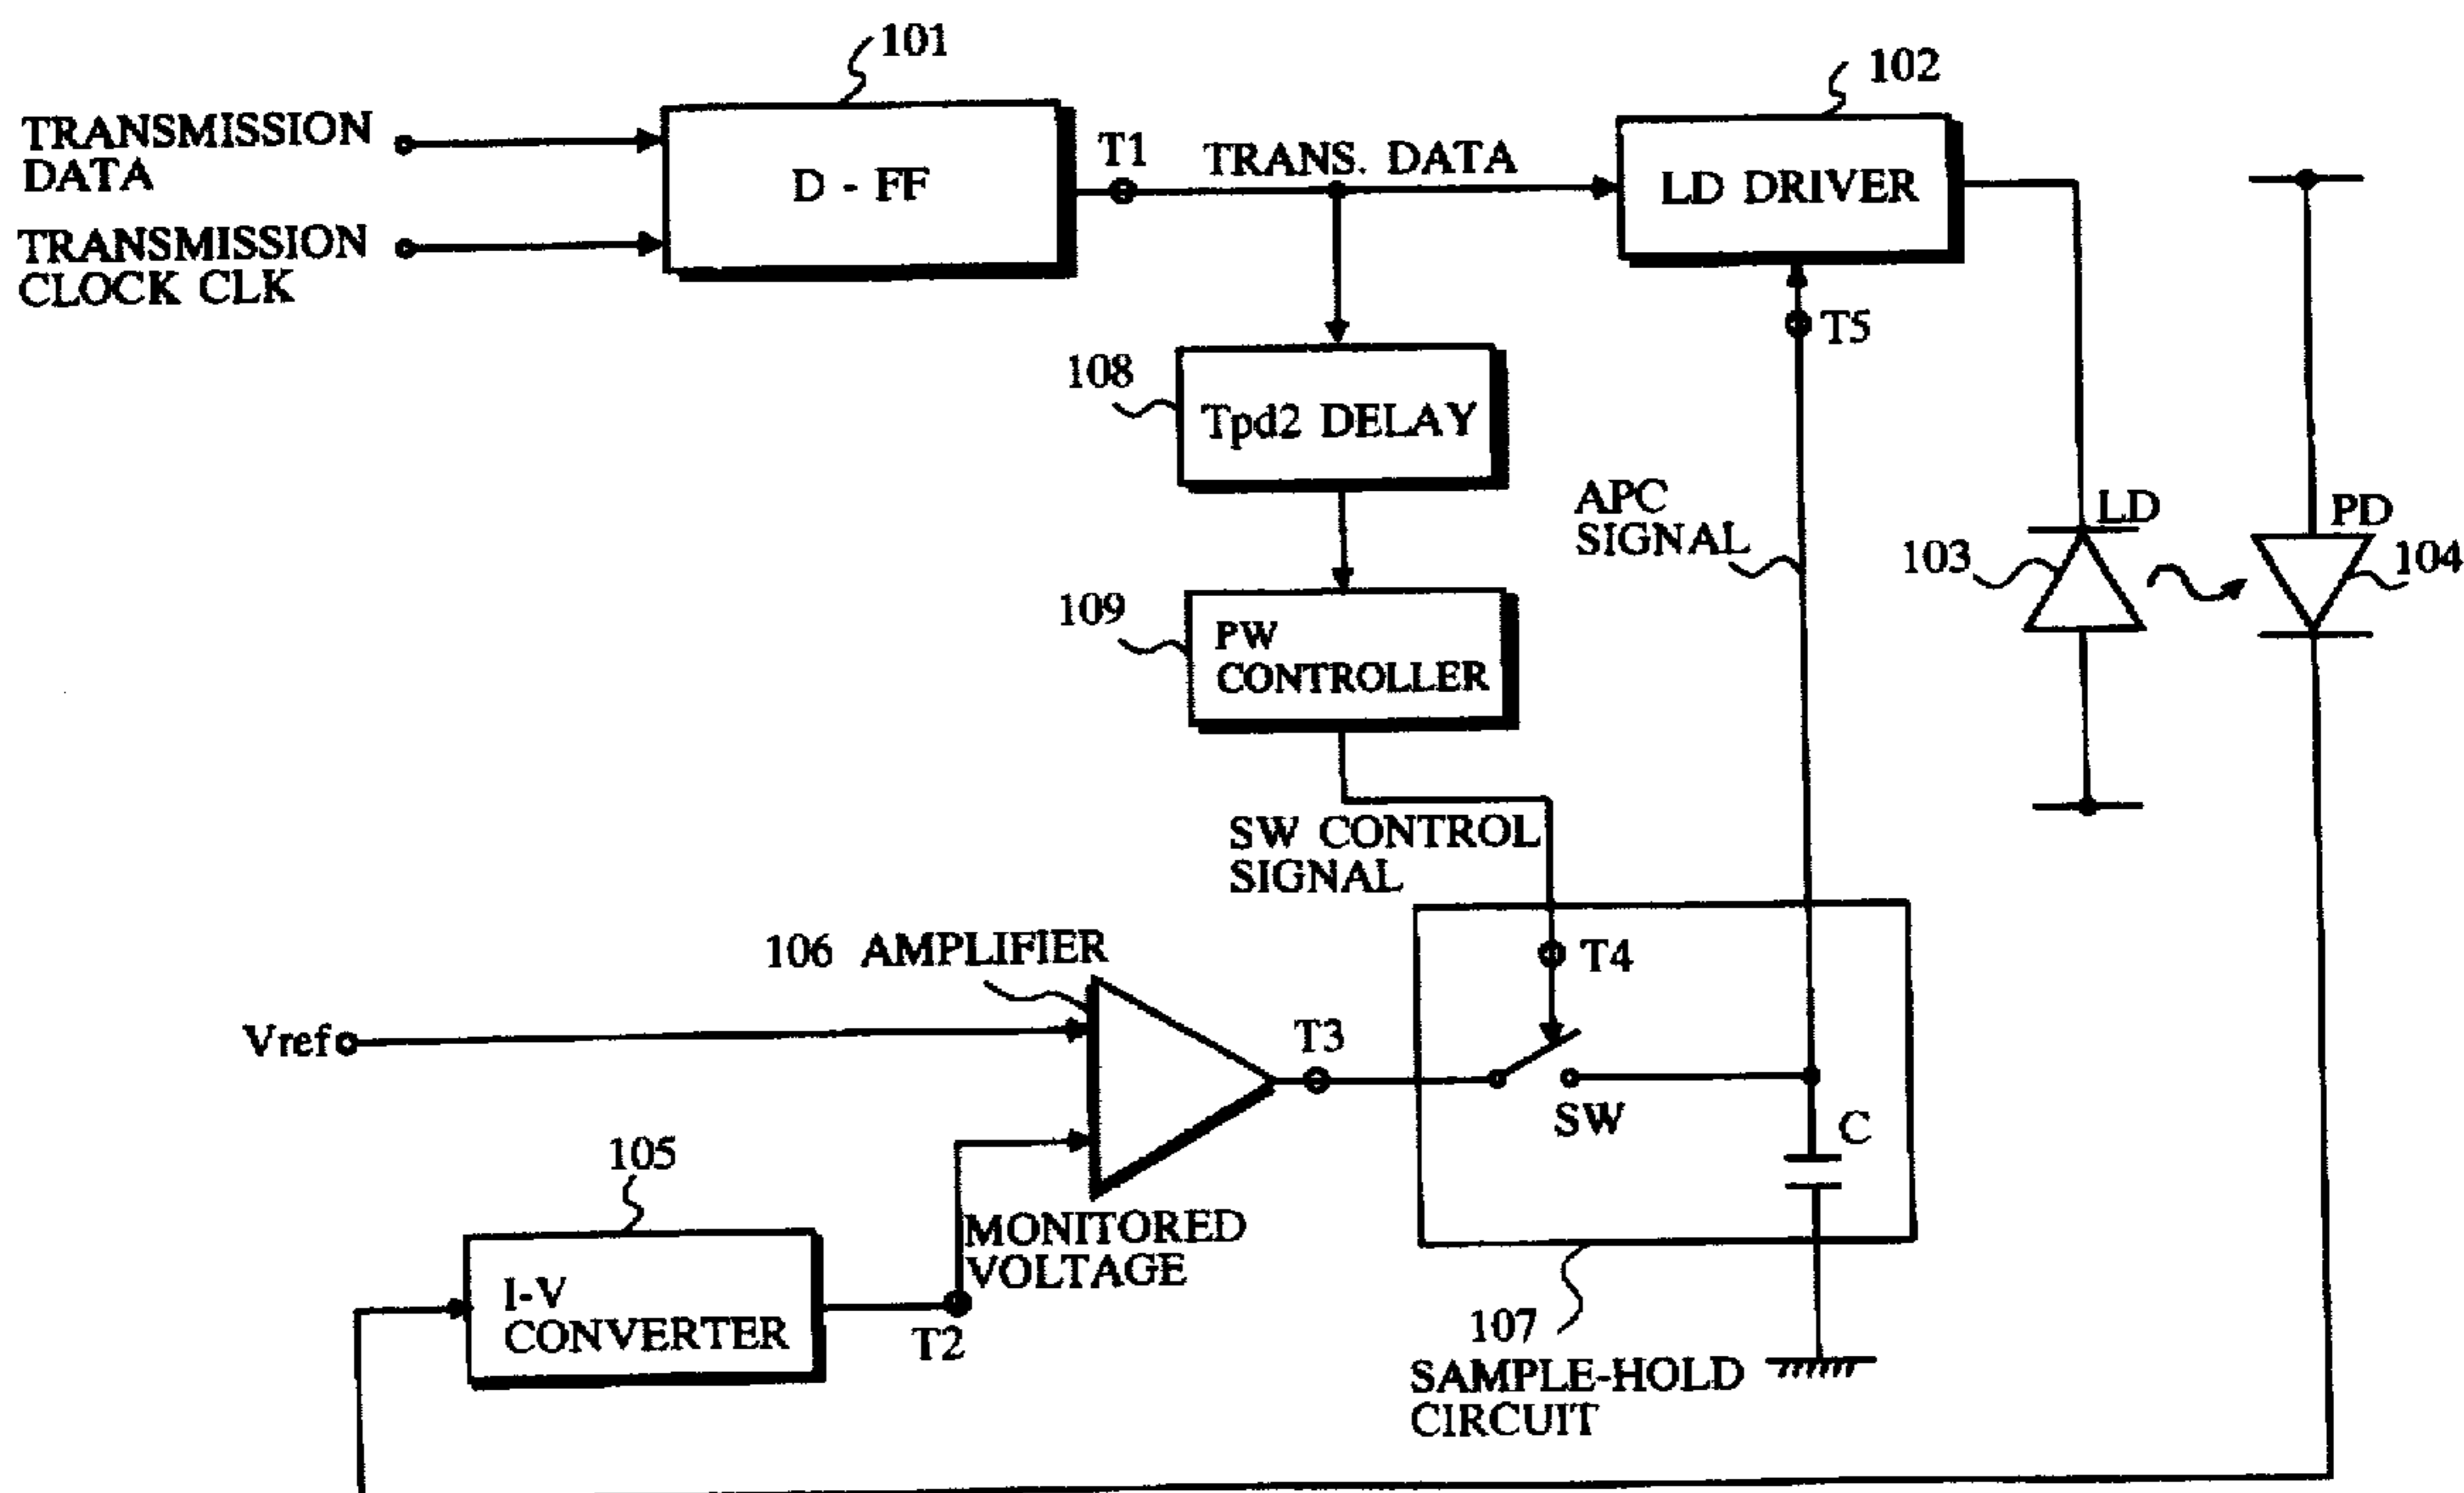 101
102
TRANSMISSION
DATA
D - FF
T1
TRANS. DATA
LD DRIVER
TRANSMISSION
CLOCK CLK
T5
108
Tpd2 DELAY
APC
SIGNAL
LD
PD
103
104
109
PW
CONTROLLER
SW CONTROL
SIGNAL
106 AMPLIFIER
T4
Vref
T3
SW
C
105
MONITORED
VOLTAGE
I-V
CONVERTER
T2
107
SAMPLE-HOLD
CIRCUIT